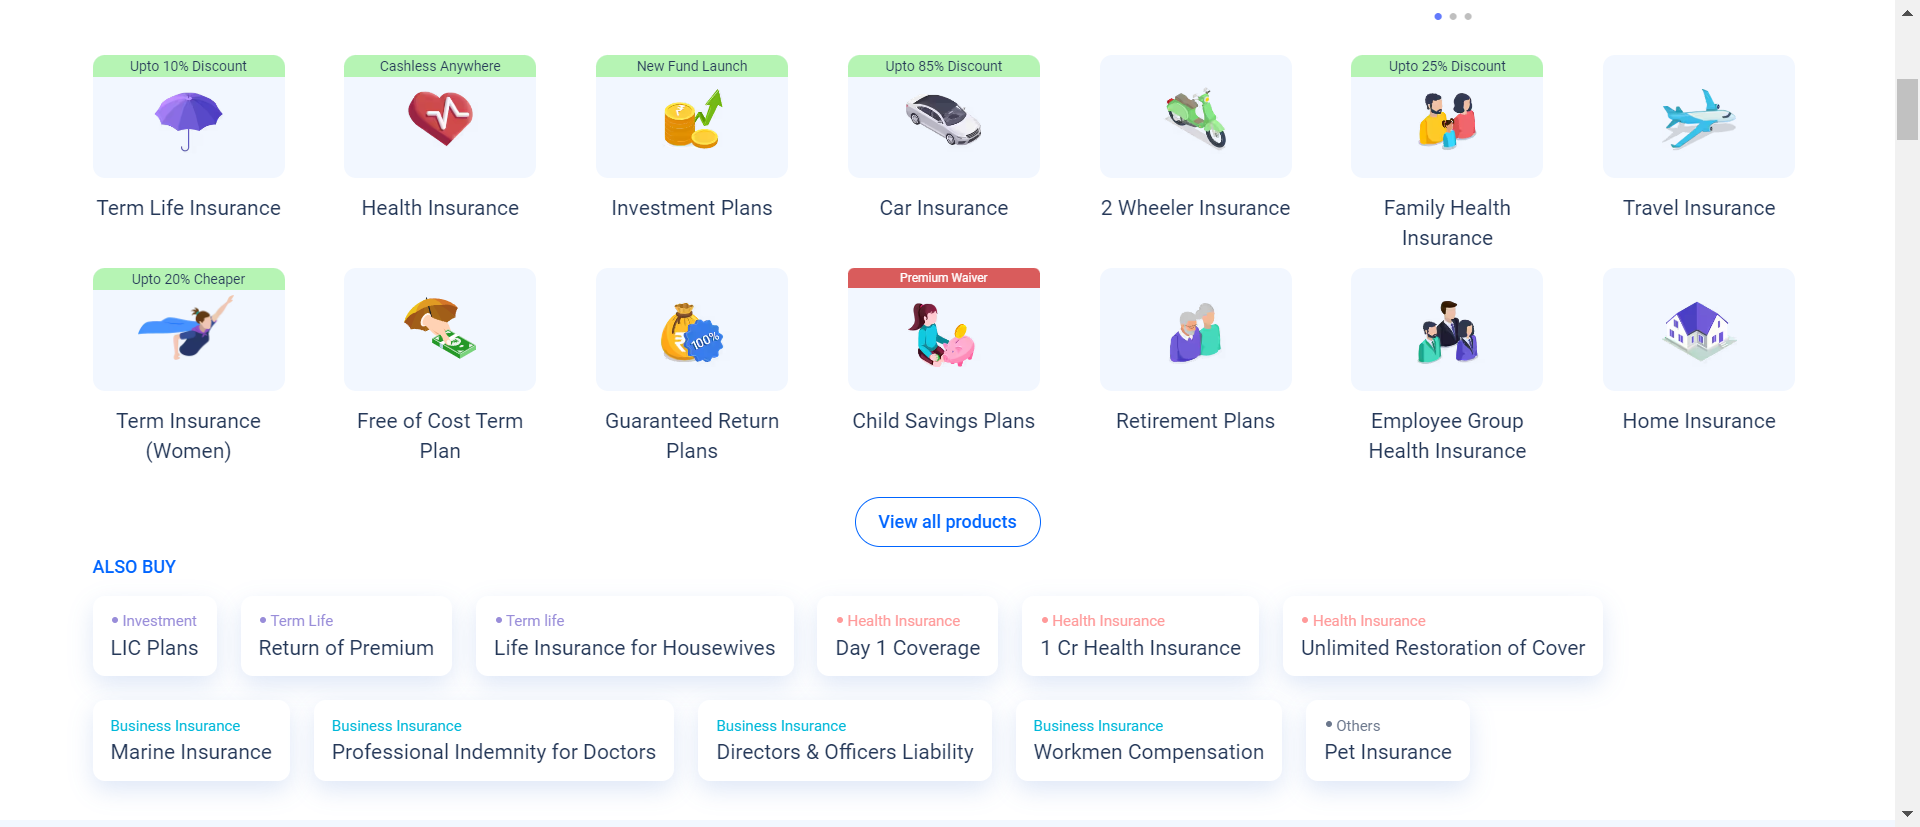 Upto 10% Discount
Cashless Anywhere
New Fund Launch
Upto 85% Discount
Upto 25% Discount
Term Life Insurance
Health Insurance
Investment Plans
Car Insurance
2 Wheeler Insurance
Family Health
Insurance
Travel Insurance
Upto 20% Cheaper
Premium Waiver
₹
100%
Term Insurance
(Women)
Free of Cost Term
Plan
Guaranteed Return
Plans
Child Savings Plans
Retirement Plans
Employee Group
Health Insurance
Home Insurance
View all products
ALSO BUY
Investment
LIC Plans
Term Life
Return of Premium
Term life
Life Insurance for Housewives
Health Insurance
Day 1 Coverage
Health Insurance
1 Cr Health Insurance
Health Insurance
Unlimited Restoration of Cover
Business Insurance
Marine Insurance
Business Insurance
Professional Indemnity for Doctors
Business Insurance
Directors & Officers Liability
Business Insurance
Workmen Compensation
Others
Pet Insurance